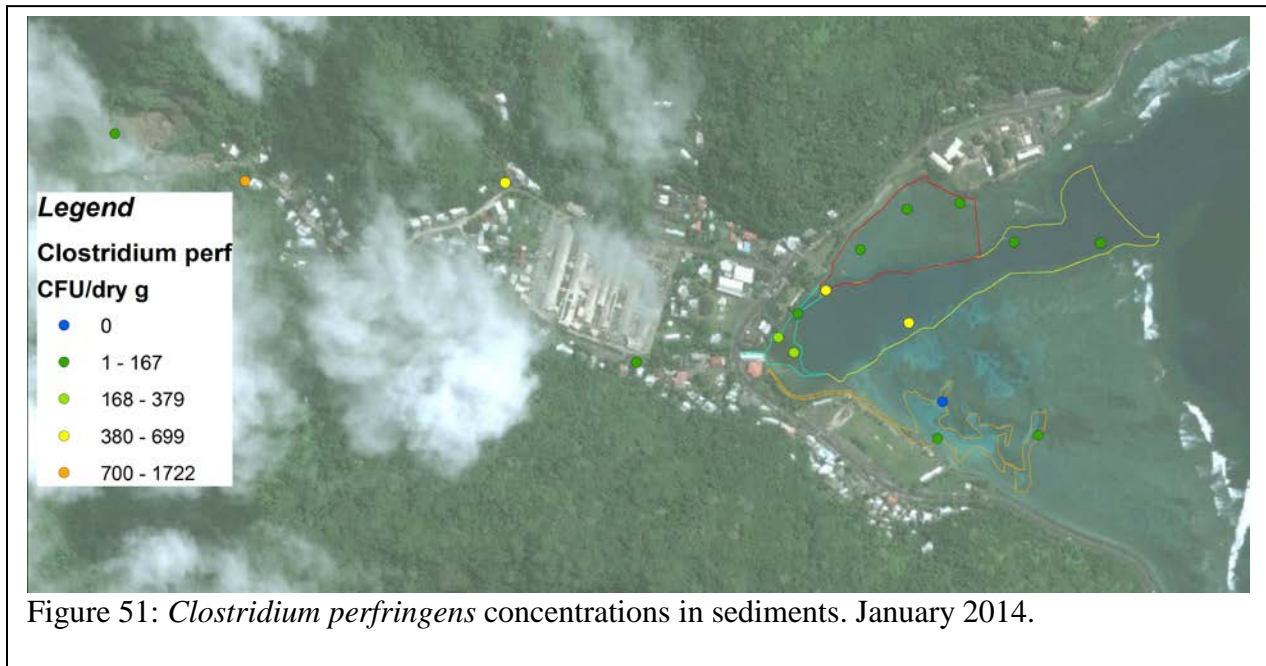 Legend
Clostridium perf
CFU/dry g
0
1 - 167
168 - 379
380 - 699
700 - 1722
Figure 51: Clostridium perfringens concentrations in sediments. January 2014.